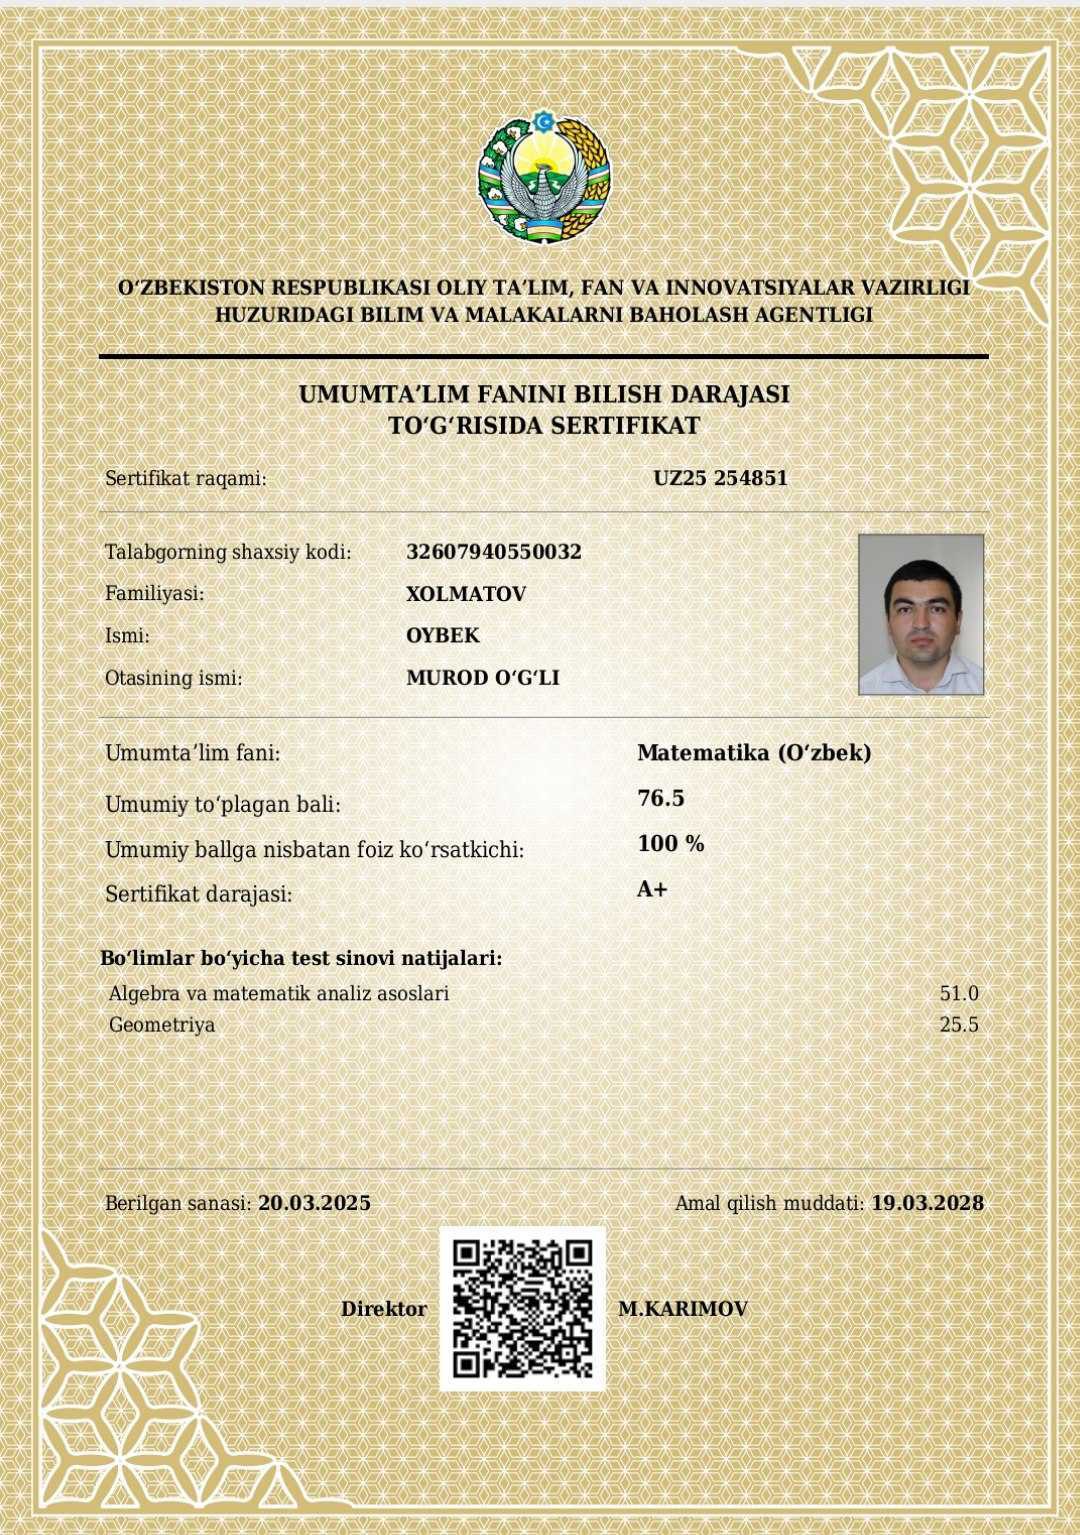 O‘ZBEKISTON RESPUBLIKASI OLIY TA’LIM, FAN VA INNOVATSIYALAR VAZIRLIGI
HUZURIDAGI BILIM VA MALAKALARNI BAHOLASH AGENTLIGI
UMUMTA’LIM FANINI BILISH DARAJASI
TO‘G‘RISIDA SERTIFIKAT
Sertifikat raqami: UZ25 254851
Talabgorning shaxsiy kodi: 32607940550032
Familiyasi: XOLMATOV
Ismi: OYBEK
Otasining ismi: MUROD O‘G‘LI
Umumta’lim fani: Matematika (O‘zbek)
Umumiy to‘plagan bali: 76.5
Umumiy ballga nisbatan foiz ko‘rsatkichi: 100 %
Sertifikat darajasi: A+
Bo‘limlar bo‘yicha test sinovi natijalari:
Algebra va matematik analiz asoslari 51.0
Geometriya 25.5
Berilgan sanasi: 20.03.2025 Amal qilish muddati: 19.03.2028
Direktor M.KARIMOV